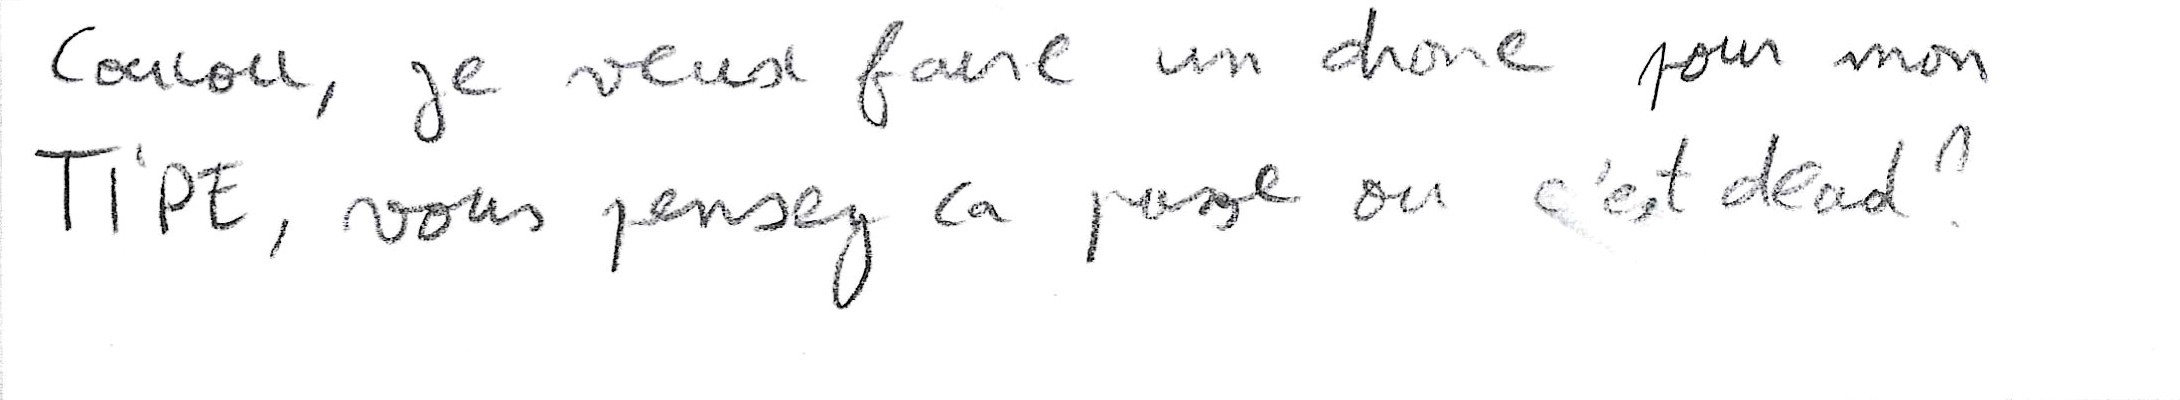 Coucou, je veux faire un drone pour mon
TIPE, vous pensez ca passe ou c'est dead?